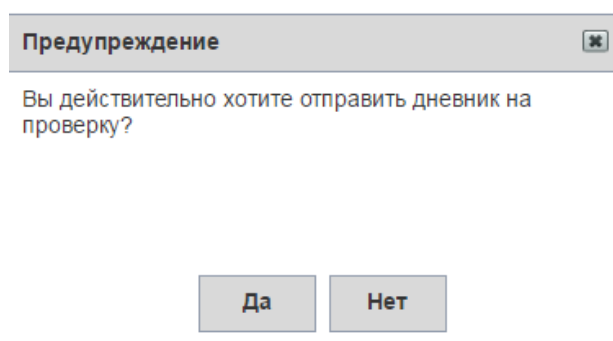 Предупреждение
Вы действительно хотите отправить дневник на
проверку?
Да Нет